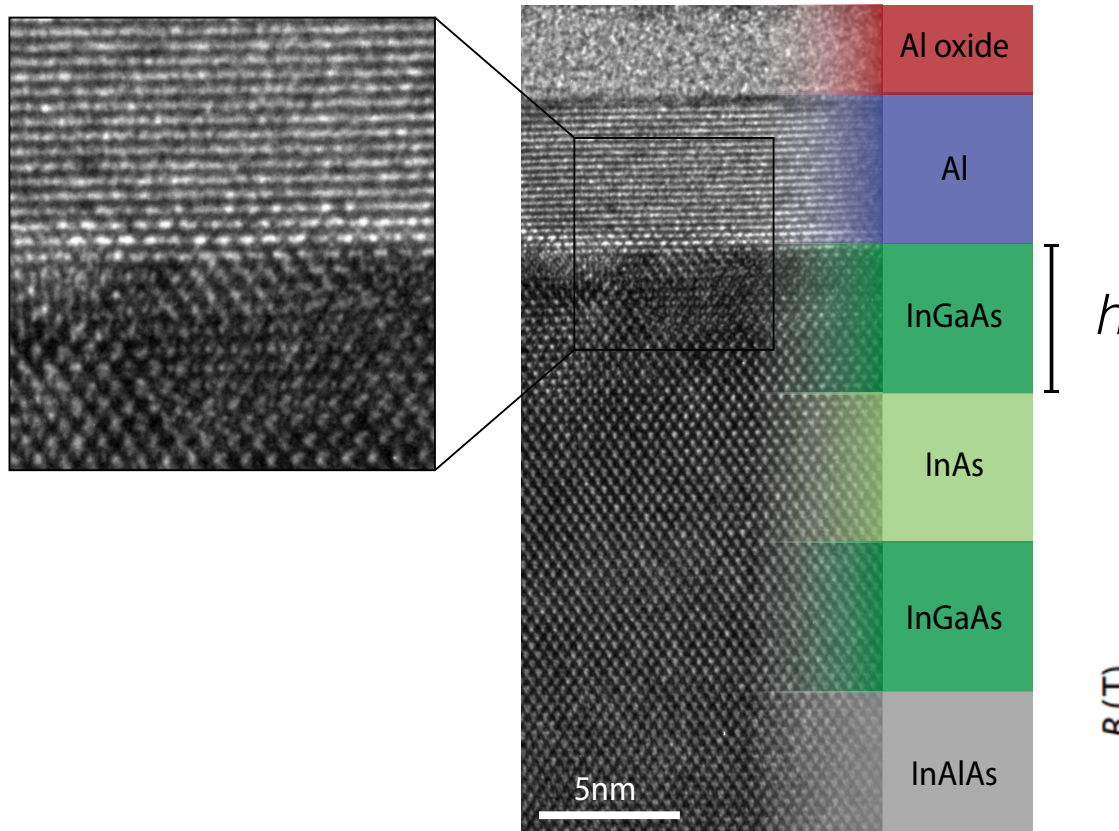 Al oxide
Al
InGaAs
h
InAs
InGaAs
B (T)
InAlAs
5nm